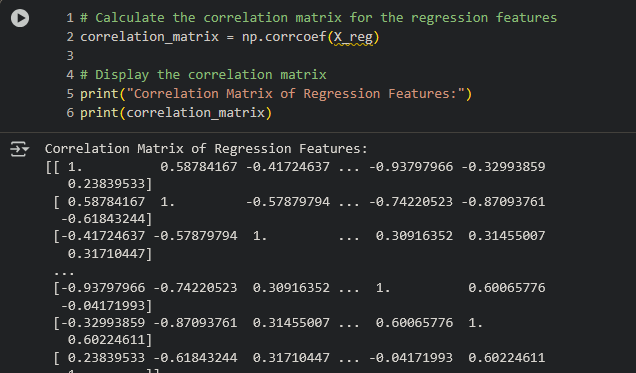 1 # Calculate the correlation matrix for the regression features
2 correlation_matrix = np.corrcoef(X_reg)
3
4 # Display the correlation matrix
5 print("Correlation Matrix of Regression Features:")
6 print(correlation_matrix)
Correlation Matrix of Regression Features:
[[ 1.          0.58784167 -0.41724637 ... -0.93797966 -0.32993859
   0.23839533]
 [ 0.58784167  1.         -0.57879794 ... -0.74220523 -0.87093761
  -0.61843244]
 [-0.41724637 -0.57879794  1.         ...  0.30916352  0.31455007
   0.31710447]
 ...
 [-0.93797966 -0.74220523  0.30916352 ...  1.          0.60065776
  -0.04171993]
 [-0.32993859 -0.87093761  0.31455007 ...  0.60065776  1.
   0.60224611]
 [ 0.23839533 -0.61843244  0.31710447 ... -0.04171993  0.60224611
   1.        ]]